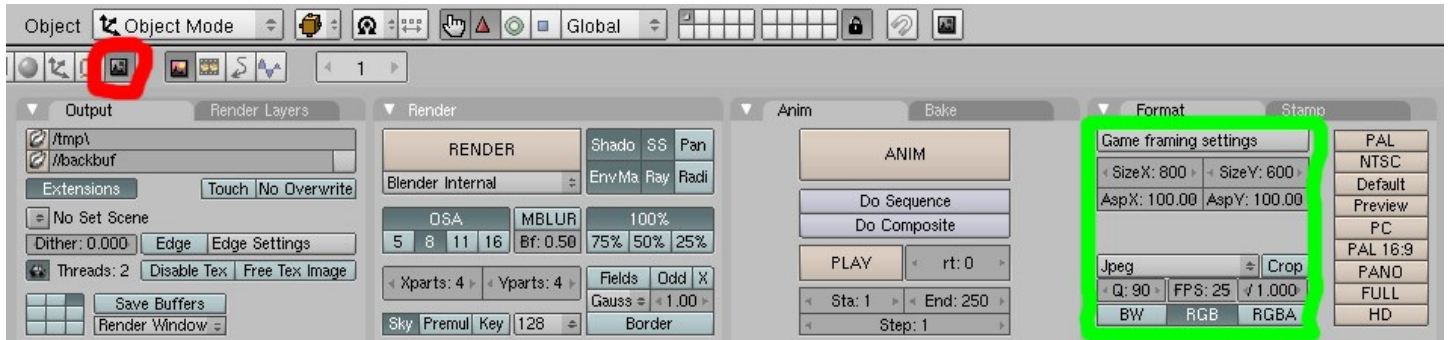 Object Object Mode Global
1
Output Render Layers
/tmp\
//backbuf
Extensions Touch No Overwrite
No Set Scene
Dither: 0.000 Edge Edge Settings
Threads: 2 Disable Tex Free Tex Image
Save Buffers
Render Window
Render
RENDER Shado SS Pan
Blender Internal EnvMa Ray Radi
OSA MBLUR 100%
5 8 11 16 Bf: 0.50 75% 50% 25%
Xparts: 4 Yparts: 4 Fields Odd X
Gauss 1.00
Sky Premul Key 128 Border
Anim Bake
ANIM
Do Sequence
Do Composite
PLAY rt: 0
Sta: 1 End: 250
Step: 1
Format Stamp
Game framing settings
SizeX: 800 SizeY: 600
AspX: 100.00 AspY: 100.00
Jpeg Crop
Q: 90 FPS: 25 /1.000
BW RGB RGBA
PAL
NTSC
Default
Preview
PC
PAL 16:9
PANO
FULL
HD